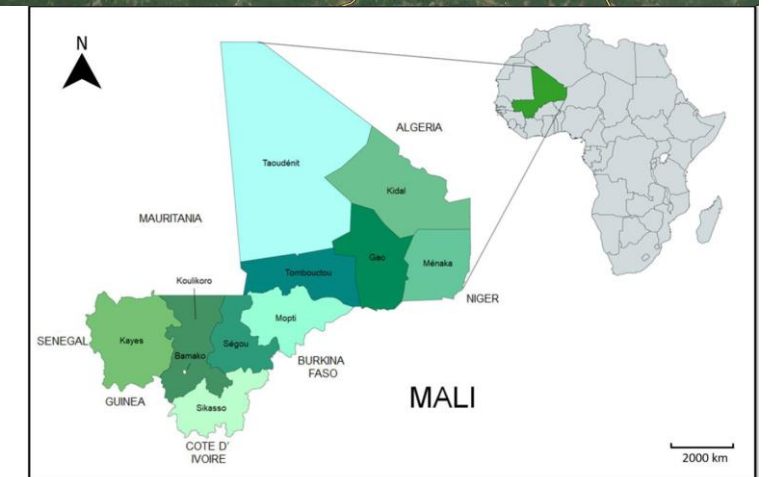 N
ALGERIA
Taoudénit
Kidal
MAURITANIA
Gao
Ménaka
Tombouctou
Koulikoro
NIGER
Mopti
SENEGAL
Kayes
Ségou
Bamako
BURKINA
FASO
GUINEA
Sikasso
MALI
COTE D'
IVOIRE
2000 km